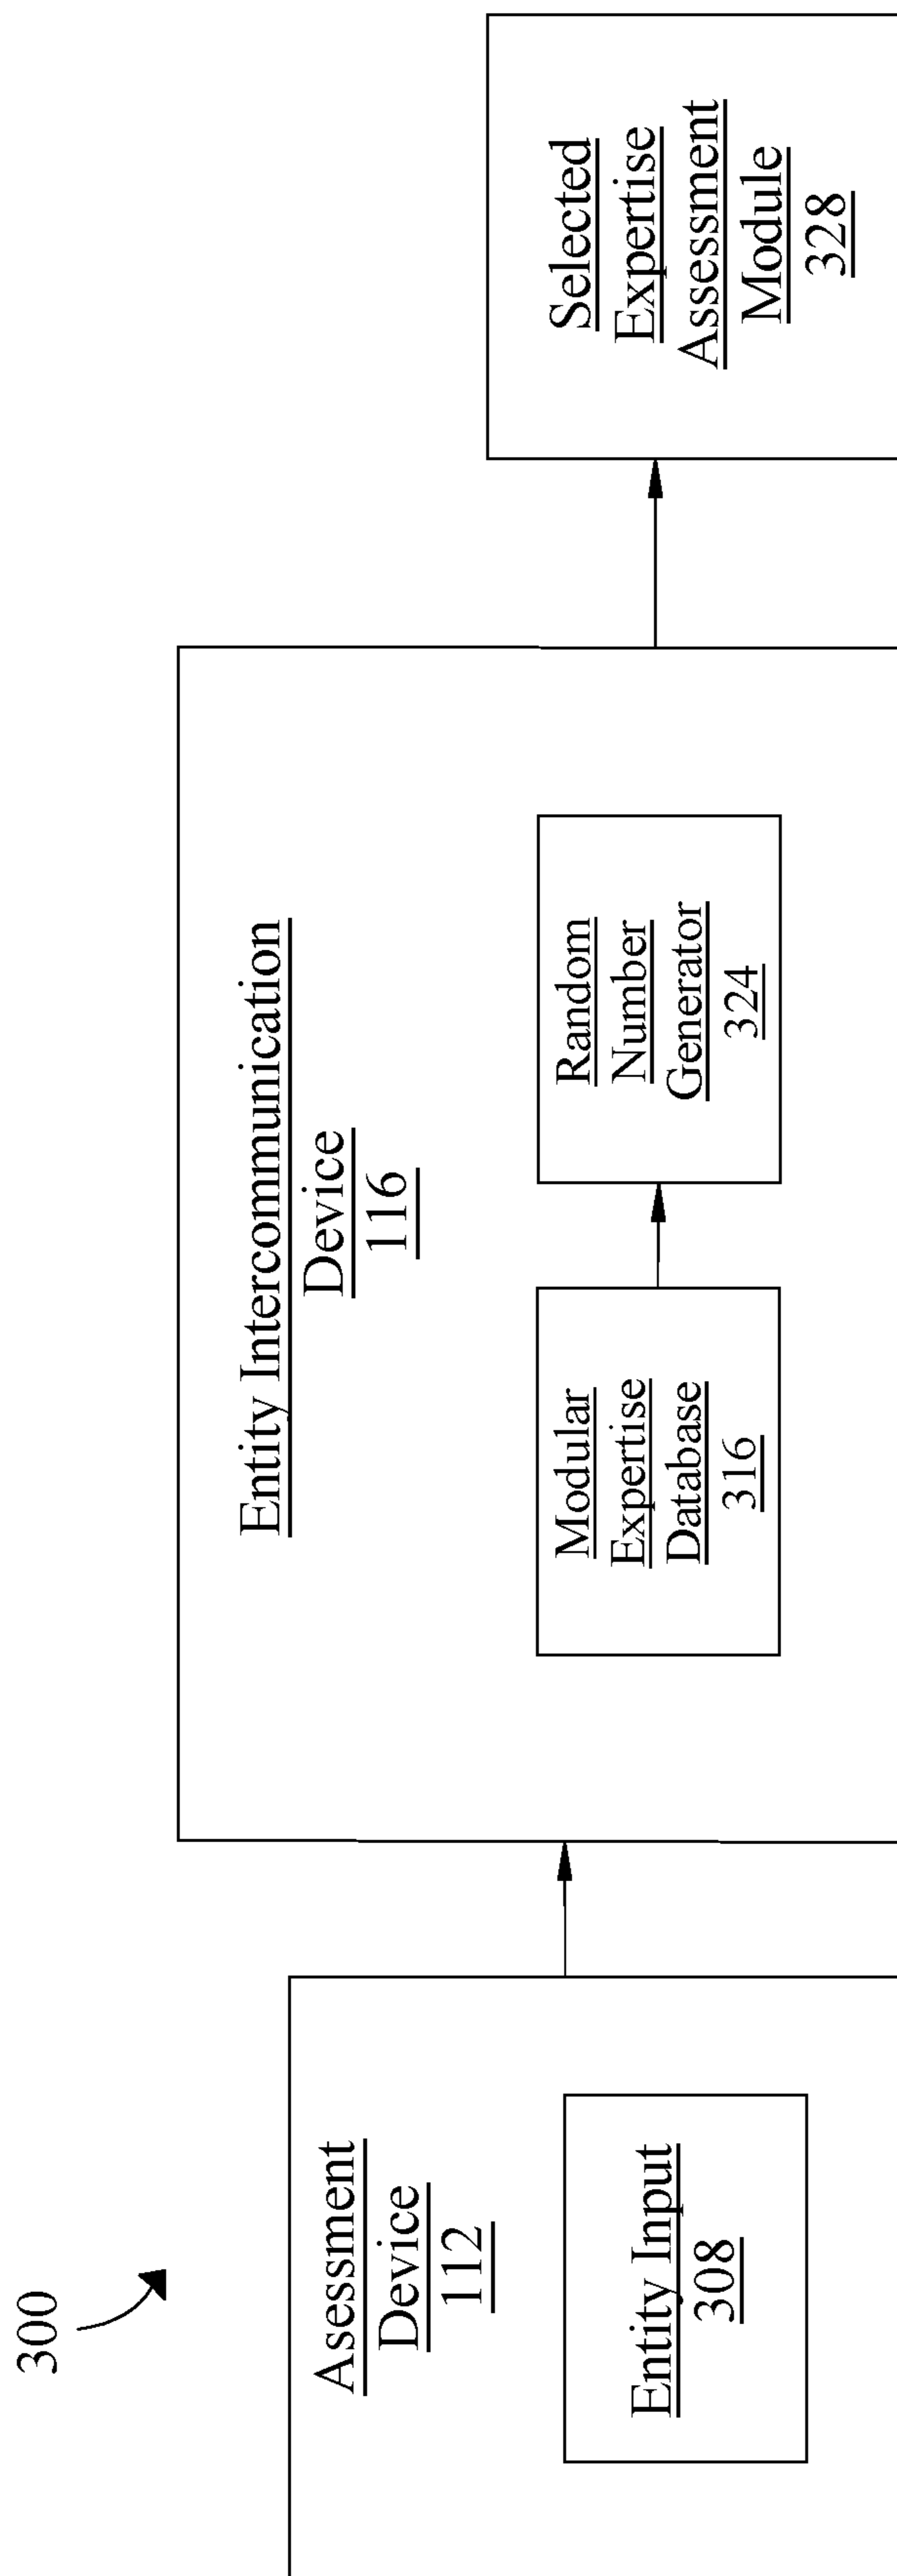 300
Asessment
Device
112
Entity Input
308
Entity Intercommunication
Device
116
Modular
Expertise
Database
316
Random
Number
Generator
324
Selected
Expertise
Assessment
Module
328